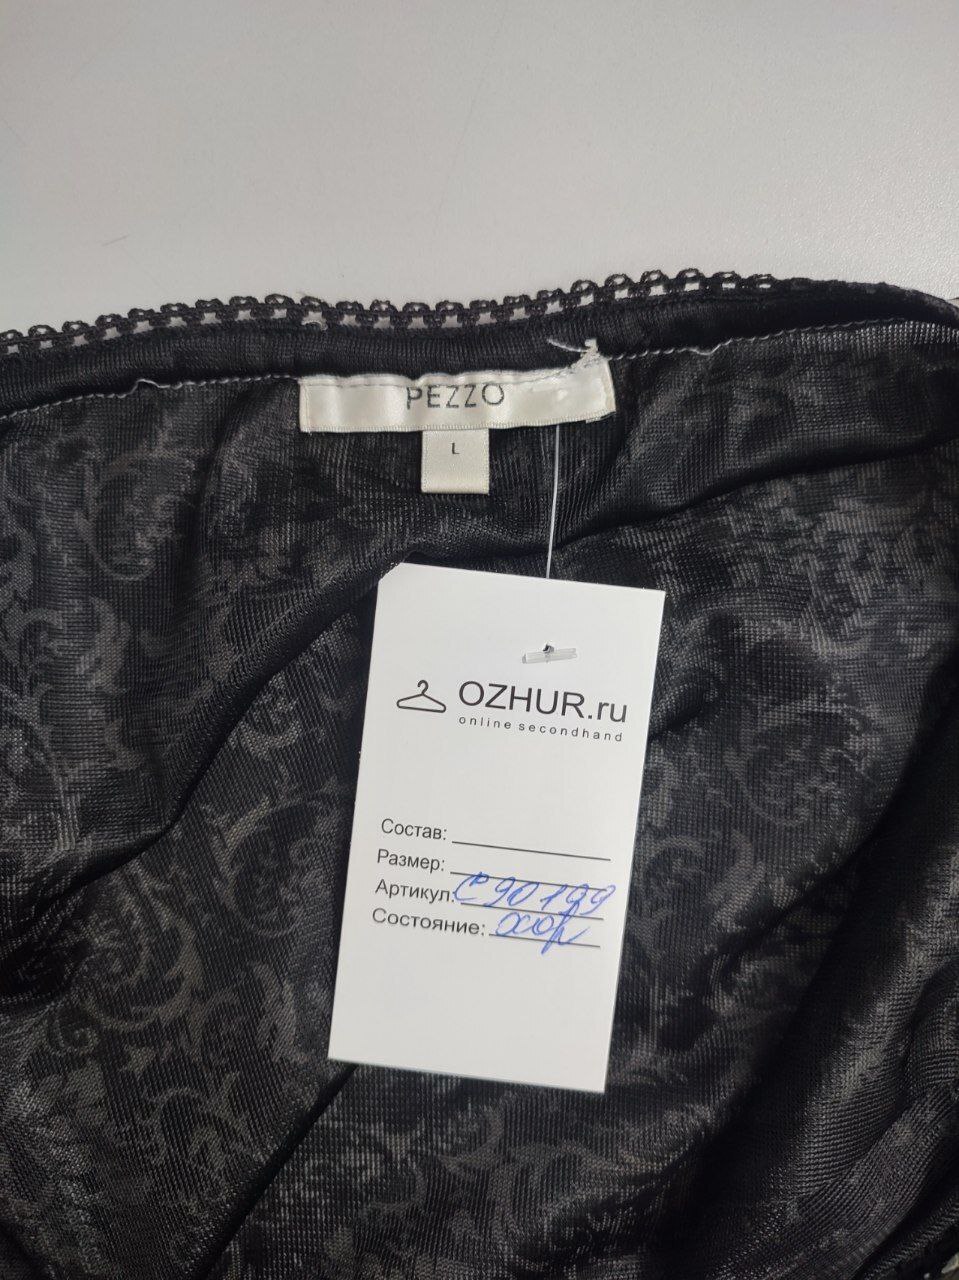 PEZZO
L
OZHUR.ru
online secondhand
Состав:
Размер:
Артикул: С90199
Состояние: хор